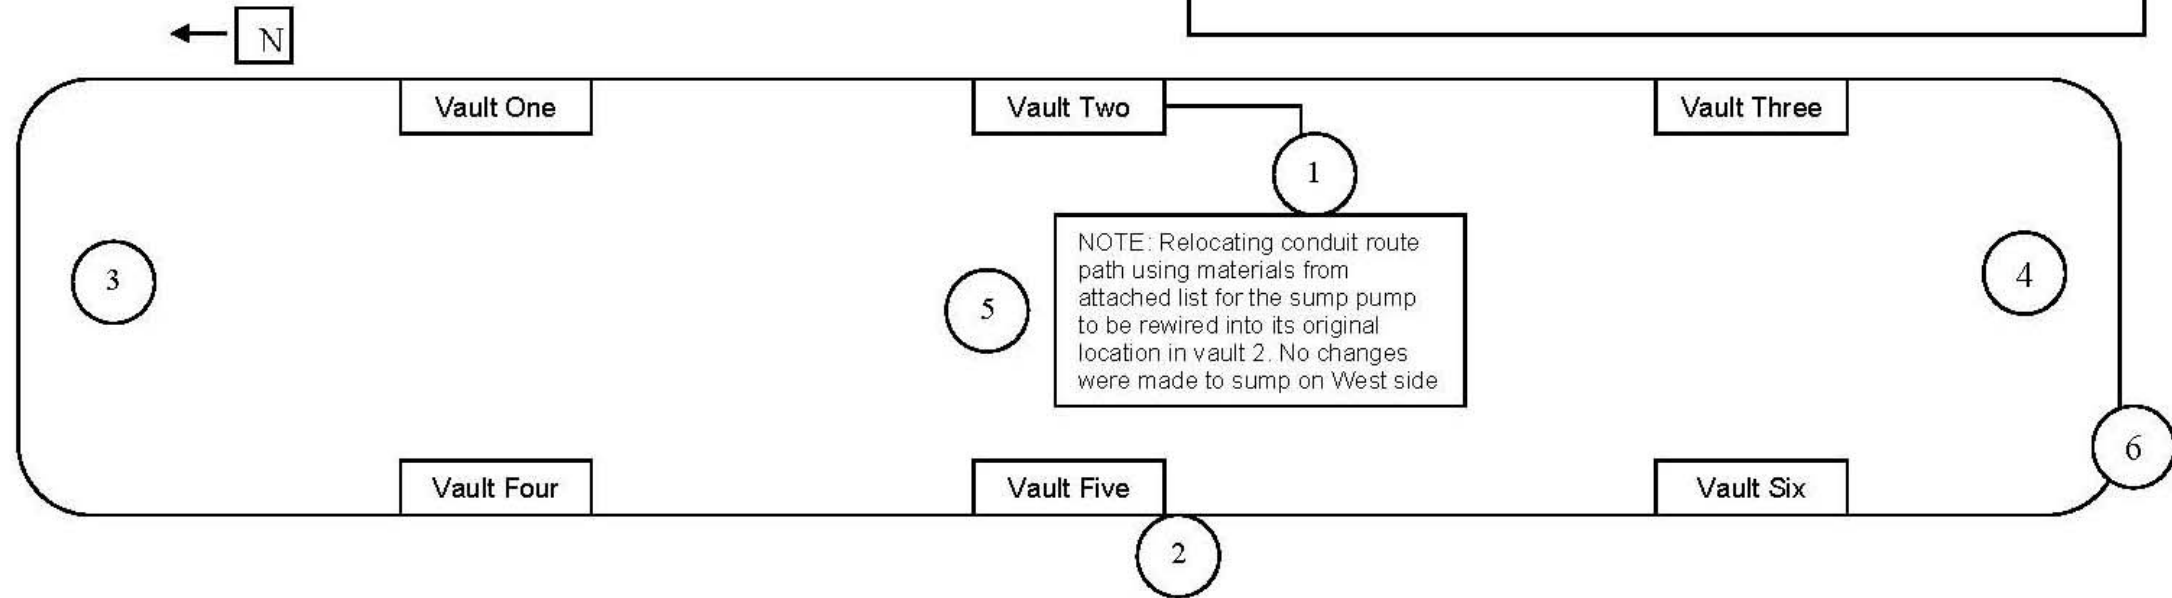 N
Vault One
Vault Two
Vault Three
1
NOTE: Relocating conduit route
path using materials from
attached list for the sump pump
to be rewired into its original
location in vault 2. No changes
were made to sump on West side
3
5
4
6
Vault Four
Vault Five
Vault Six
2